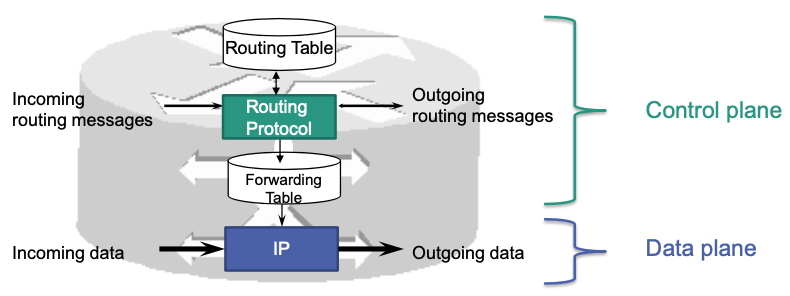 Routing Table
Incoming
routing messages
Routing
Protocol
Outgoing
routing messages
Control plane
Forwarding
Table
Incoming data
IP
Outgoing data
Data plane